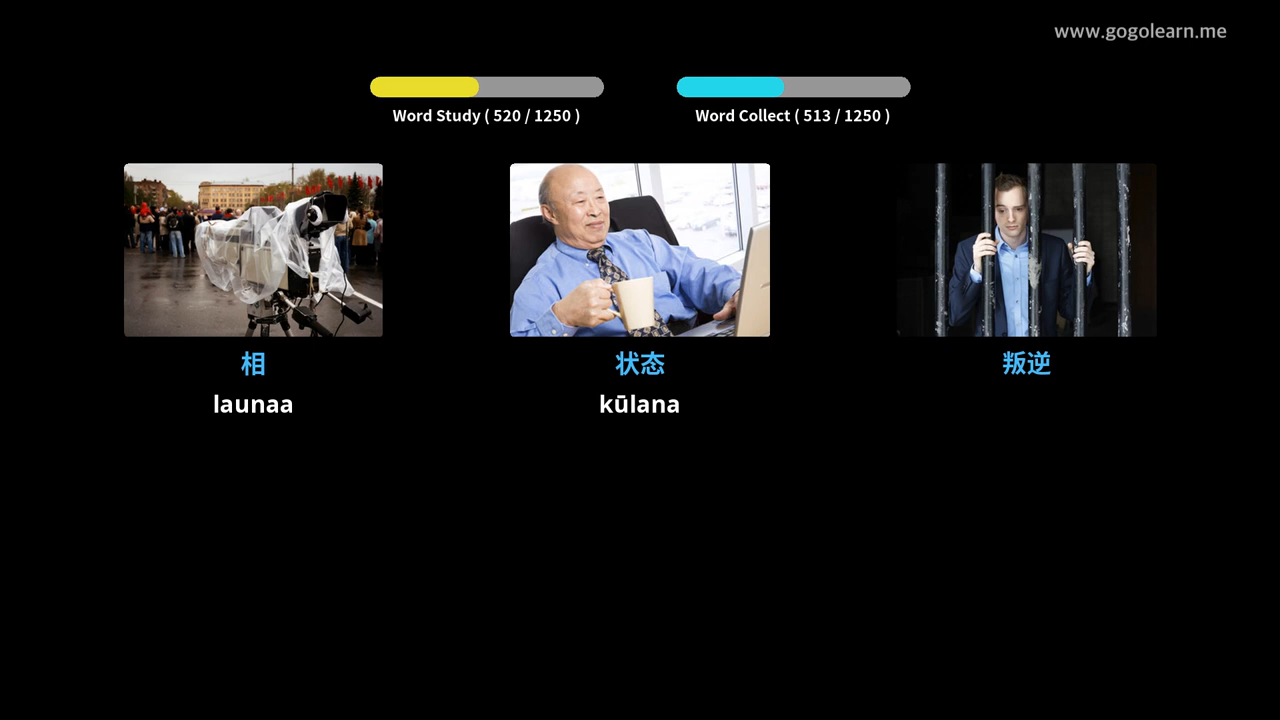 www.gogolearn.me
Word Study ( 520 / 1250 )
Word Collect ( 513 / 1250 )
相
状态
叛逆
launaa
kūlana